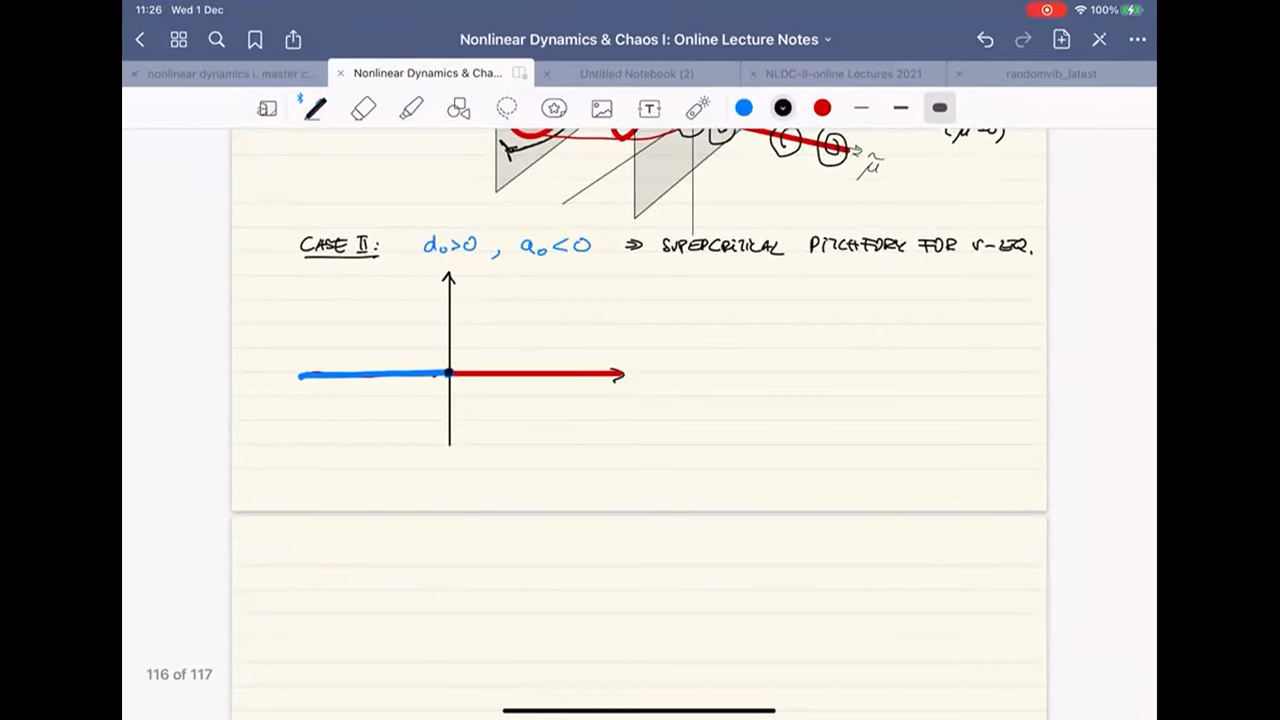 11:26 Wed 1 Dec
100%
Nonlinear Dynamics & Chaos I: Online Lecture Notes
nonlinear dynamics i. master c...
Nonlinear Dynamics & Cha...
Untitled Notebook (2)
NLDC-II-online Lectures 2021
randomvib_latest
T
μ̃
CASE II: d₀>0 , a₀<0 ⇒ SUPERCRITICAL PITCHFORK FOR r-EQ.
116 of 117